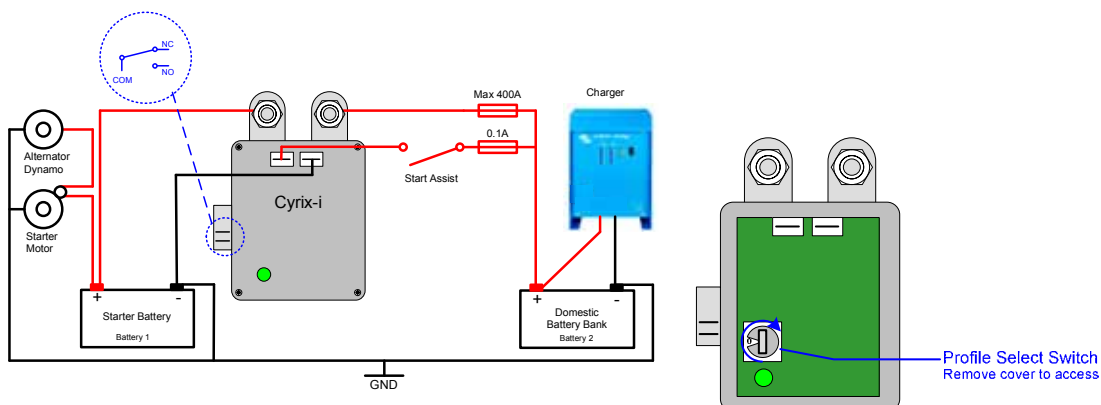 NC
COM
NO
Max 400A
Charger
0.1A
Alternator
Dynamo
Start Assist
Cyrix-i
Starter
Motor
+
-
Starter Battery
Battery 1
+
-
Domestic
Battery Bank
Battery 2
GND
Profile Select Switch
Remove cover to access